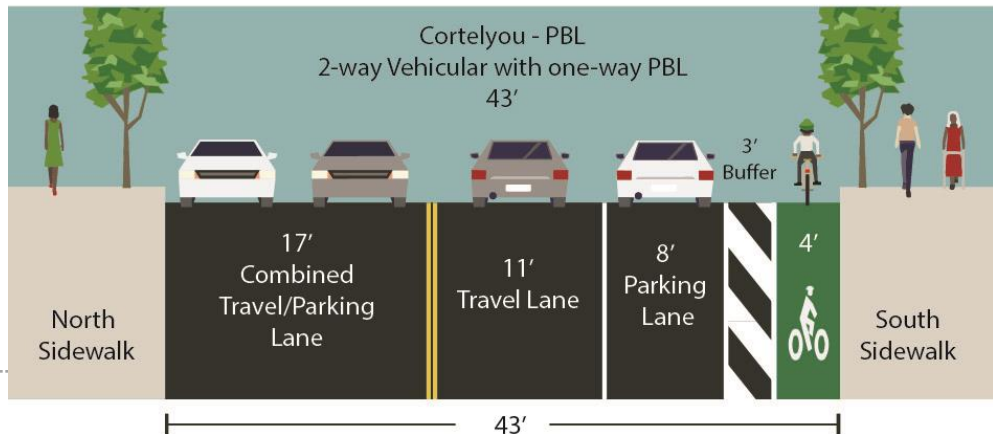 Cortelyou - PBL
2-way Vehicular with one-way PBL
43’
3’
Buffer
17’
Combined
Travel/Parking
Lane
11’
Travel Lane
8’
Parking
Lane
4’
North
Sidewalk
South
Sidewalk
43’